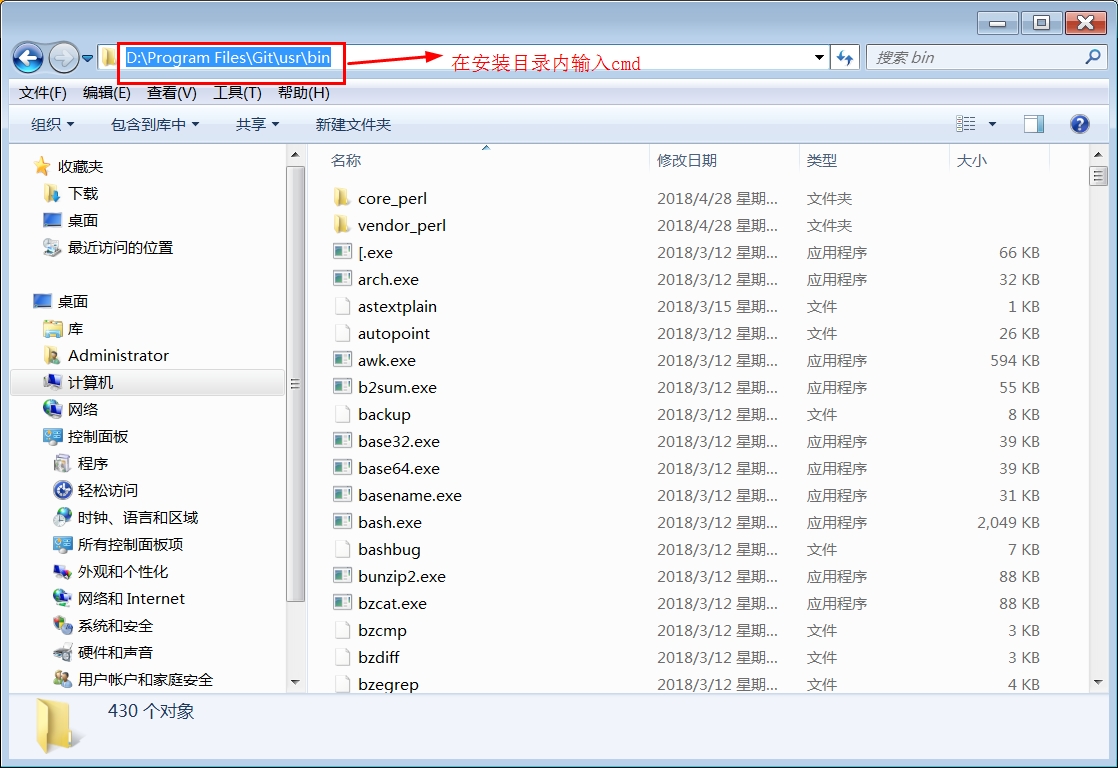 D:\Program Files\Git\usr\bin
在安装目录内输入cmd
搜索 bin
文件(F) 编辑(E) 查看(V) 工具(T) 帮助(H)
组织 包含到库中 共享 新建文件夹
收藏夹
下载
桌面
最近访问的位置
桌面
库
Administrator
计算机
网络
控制面板
程序
轻松访问
时钟、语言和区域
所有控制面板项
外观和个性化
网络和 Internet
系统和安全
硬件和声音
用户帐户和家庭安全
名称 修改日期 类型 大小
core_perl 2018/4/28 星期... 文件夹
vendor_perl 2018/4/28 星期... 文件夹
[.exe 2018/3/12 星期... 应用程序 66 KB
arch.exe 2018/3/12 星期... 应用程序 32 KB
astextplain 2018/3/15 星期... 文件 1 KB
autopoint 2018/3/12 星期... 文件 26 KB
awk.exe 2018/3/12 星期... 应用程序 594 KB
b2sum.exe 2018/3/12 星期... 应用程序 55 KB
backup 2018/3/12 星期... 文件 8 KB
base32.exe 2018/3/12 星期... 应用程序 39 KB
base64.exe 2018/3/12 星期... 应用程序 39 KB
basename.exe 2018/3/12 星期... 应用程序 31 KB
bash.exe 2018/3/12 星期... 应用程序 2,049 KB
bashbug 2018/3/12 星期... 文件 7 KB
bunzip2.exe 2018/3/12 星期... 应用程序 88 KB
bzcat.exe 2018/3/12 星期... 应用程序 88 KB
bzcmp 2018/3/12 星期... 文件 3 KB
bzdiff 2018/3/12 星期... 文件 3 KB
bzegrep 2018/3/12 星期... 文件 4 KB
430 个对象